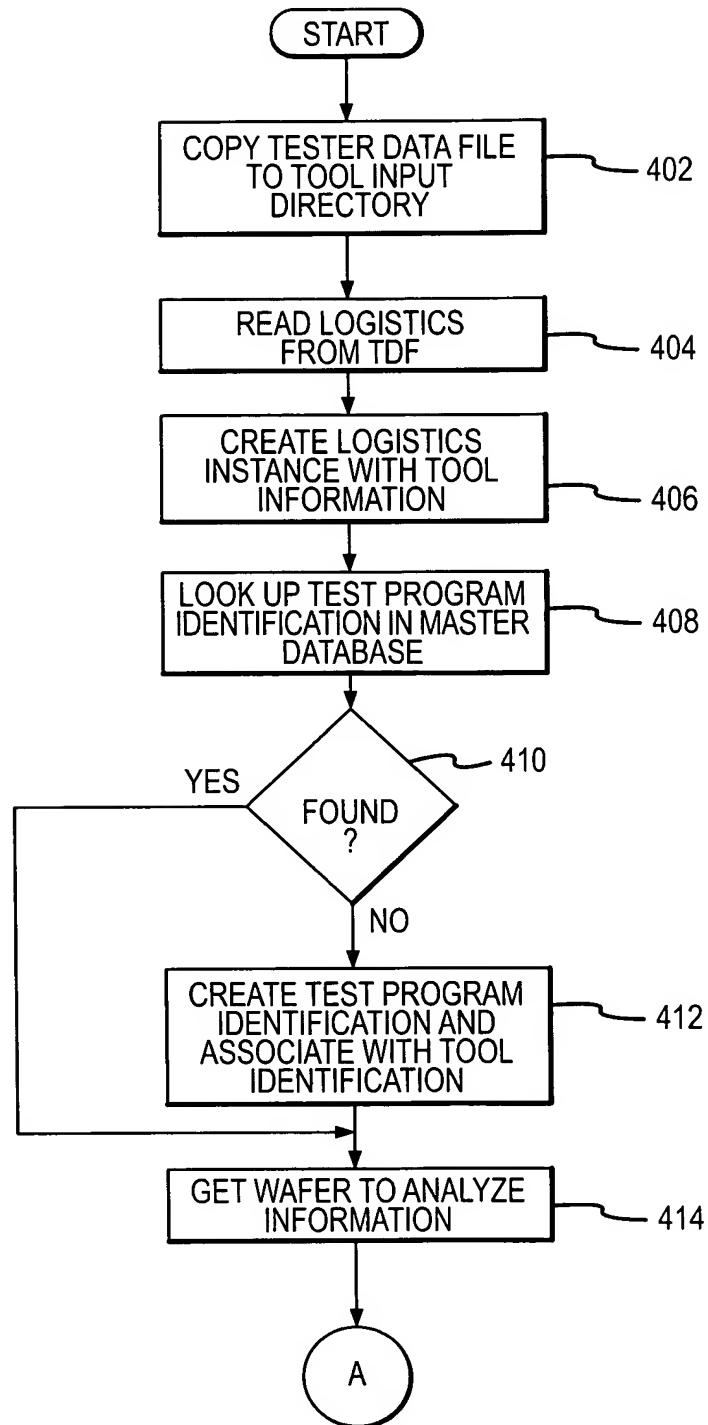 START
COPY TESTER DATA FILE
TO TOOL INPUT
DIRECTORY
402
READ LOGISTICS
FROM TDF
404
CREATE LOGISTICS
INSTANCE WITH TOOL
INFORMATION
406
LOOK UP TEST PROGRAM
IDENTIFICATION IN MASTER
DATABASE
408
410
YES
FOUND
?
NO
CREATE TEST PROGRAM
IDENTIFICATION AND
ASSOCIATE WITH TOOL
IDENTIFICATION
412
GET WAFER TO ANALYZE
INFORMATION
414
A